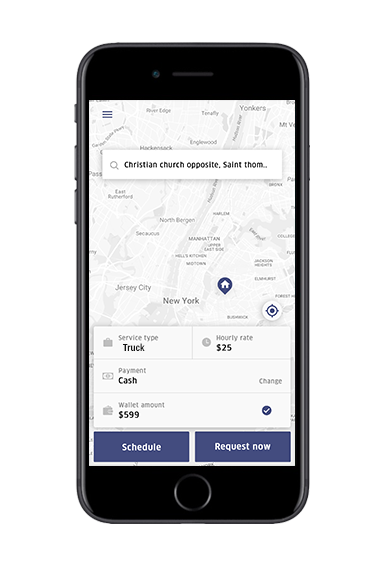 River Edge
Tenafly
Yonkers
Mt Ve
Hackensack
Englewood
Christian church opposite, Saint thom..
BRONX
East
Rutherford
HARLEM
North Bergen
Secaucus
MANHATTAN
UPPER
EAST SIDE
HELL'S KITCHEN
MIDTOWN
COLLEGE
JACKSON
HEIGHTS
ELMHURST
Jersey City
New York
FOREST H
BUSHWICK
Service type
Truck
Hourly rate
$25
Payment
Cash
Change
Wallet amount
$599
Schedule
Request now